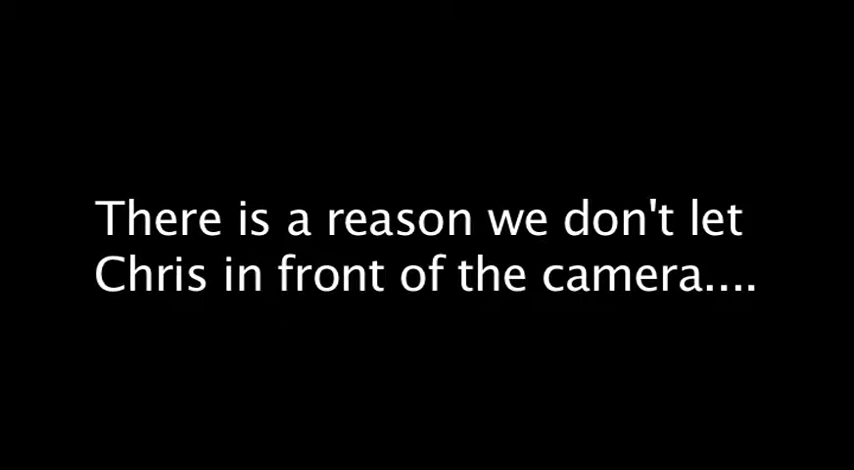 There is a reason we don't let
Chris in front of the camera....